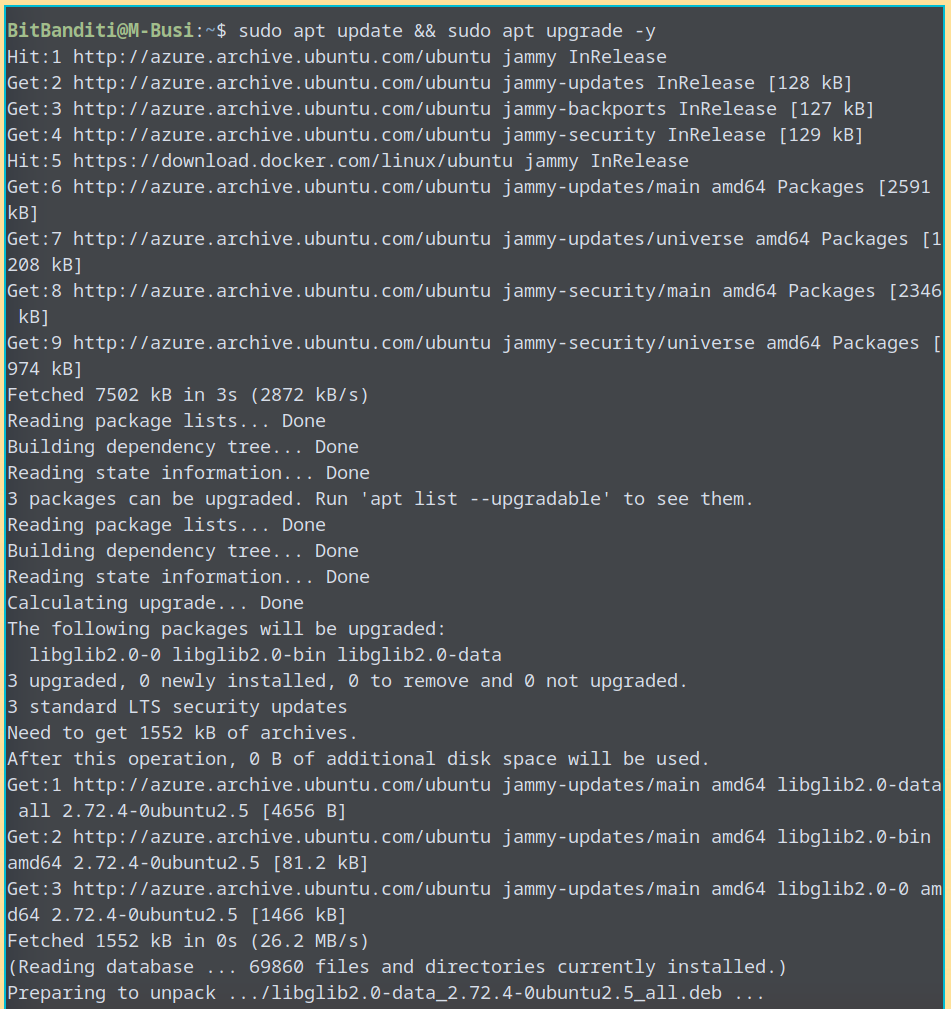 BitBanditi@M-Busi:~$ sudo apt update && sudo apt upgrade -y
Hit:1 http://azure.archive.ubuntu.com/ubuntu jammy InRelease
Get:2 http://azure.archive.ubuntu.com/ubuntu jammy-updates InRelease [128 kB]
Get:3 http://azure.archive.ubuntu.com/ubuntu jammy-backports InRelease [127 kB]
Get:4 http://azure.archive.ubuntu.com/ubuntu jammy-security InRelease [129 kB]
Hit:5 https://download.docker.com/linux/ubuntu jammy InRelease
Get:6 http://azure.archive.ubuntu.com/ubuntu jammy-updates/main amd64 Packages [2591
kB]
Get:7 http://azure.archive.ubuntu.com/ubuntu jammy-updates/universe amd64 Packages [1
208 kB]
Get:8 http://azure.archive.ubuntu.com/ubuntu jammy-security/main amd64 Packages [2346
 kB]
Get:9 http://azure.archive.ubuntu.com/ubuntu jammy-security/universe amd64 Packages [
974 kB]
Fetched 7502 kB in 3s (2872 kB/s)
Reading package lists... Done
Building dependency tree... Done
Reading state information... Done
3 packages can be upgraded. Run 'apt list --upgradable' to see them.
Reading package lists... Done
Building dependency tree... Done
Reading state information... Done
Calculating upgrade... Done
The following packages will be upgraded:
  libglib2.0-0 libglib2.0-bin libglib2.0-data
3 upgraded, 0 newly installed, 0 to remove and 0 not upgraded.
3 standard LTS security updates
Need to get 1552 kB of archives.
After this operation, 0 B of additional disk space will be used.
Get:1 http://azure.archive.ubuntu.com/ubuntu jammy-updates/main amd64 libglib2.0-data
 all 2.72.4-0ubuntu2.5 [4656 B]
Get:2 http://azure.archive.ubuntu.com/ubuntu jammy-updates/main amd64 libglib2.0-bin
amd64 2.72.4-0ubuntu2.5 [81.2 kB]
Get:3 http://azure.archive.ubuntu.com/ubuntu jammy-updates/main amd64 libglib2.0-0 am
d64 2.72.4-0ubuntu2.5 [1466 kB]
Fetched 1552 kB in 0s (26.2 MB/s)
(Reading database ... 69860 files and directories currently installed.)
Preparing to unpack .../libglib2.0-data_2.72.4-0ubuntu2.5_all.deb ...